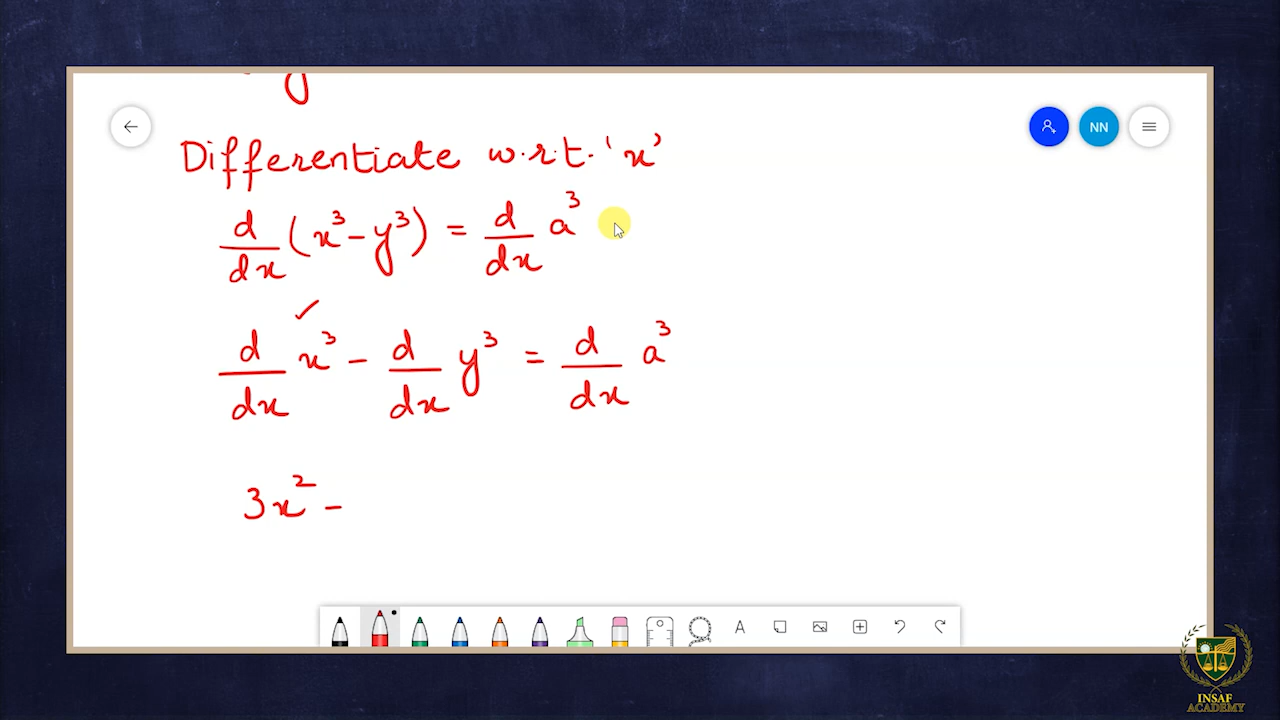 y
Differentiate w.r.t. 'x'
d/dx (x³ - y³) = d/dx a³
d/dx x³ - d/dx y³ = d/dx a³
3x² -
NN
A
INSAF
ACADEMY